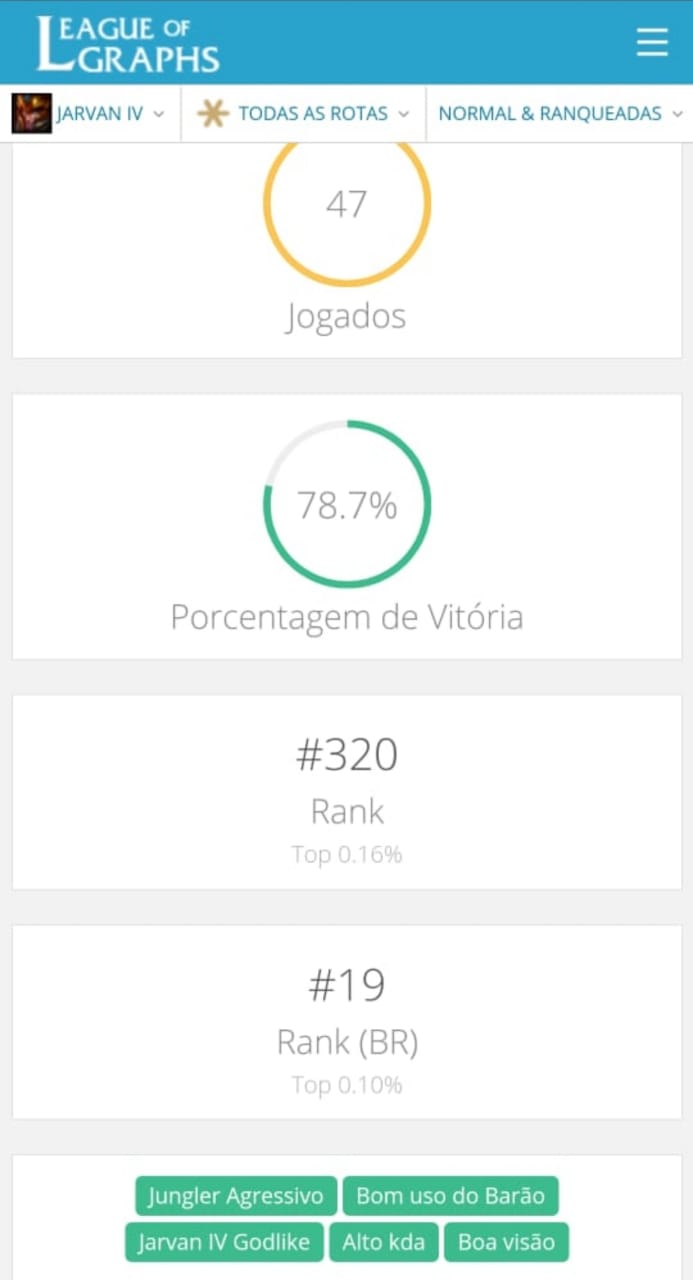 LEAGUE OF
GRAPHS
JARVAN IV
TODAS AS ROTAS
NORMAL & RANQUEADAS
47
Jogados
78.7%
Porcentagem de Vitória
#320
Rank
Top 0.16%
#19
Rank (BR)
Top 0.10%
Jungler Agressivo
Bom uso do Barão
Jarvan IV Godlike
Alto kda
Boa visão